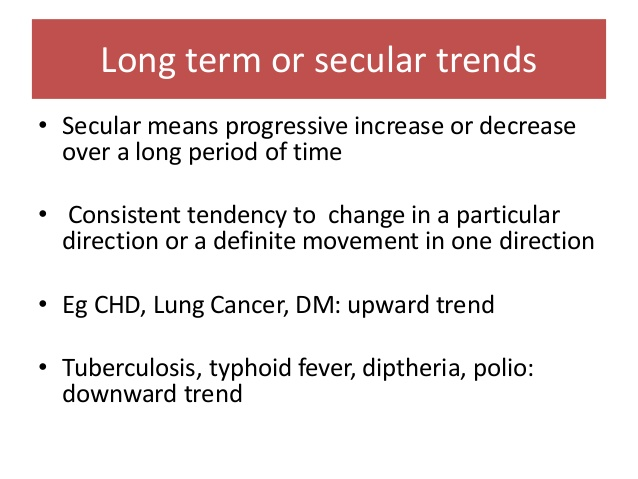 Long term or secular trends
• Secular means progressive increase or decrease
over a long period of time
• Consistent tendency to  change in a particular
direction or a definite movement in one direction
• Eg CHD, Lung Cancer, DM: upward trend
• Tuberculosis, typhoid fever, diptheria, polio:
downward trend